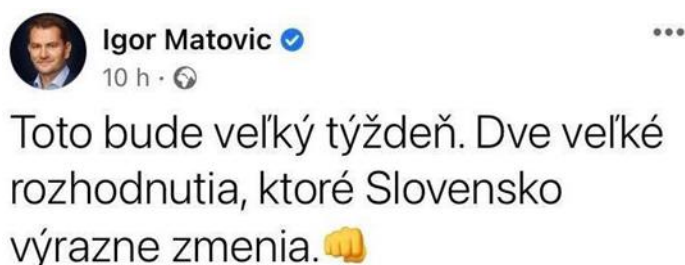 Igor Matovic
10 h ·
Toto bude veľký týždeň. Dve veľké
rozhodnutia, ktoré Slovensko
výrazne zmenia.👊